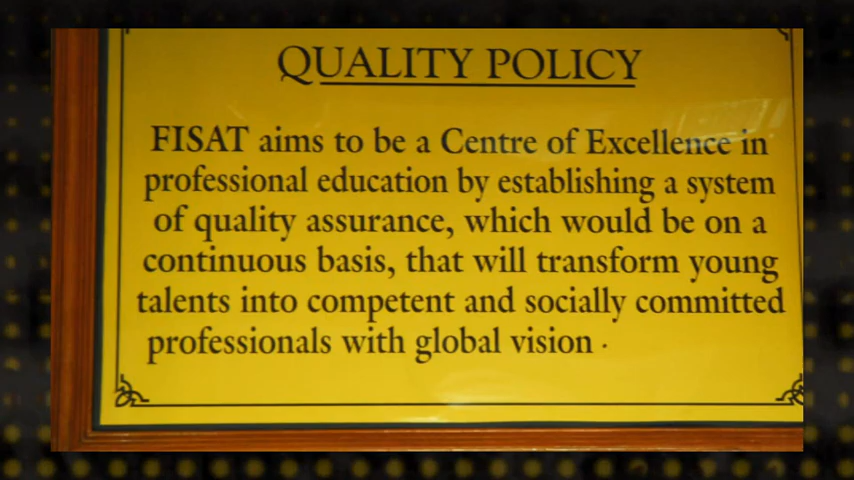 QUALITY POLICY
FISAT aims to be a Centre of Excellence in
professional education by establishing a system
of quality assurance, which would be on a
continuous basis, that will transform young
talents into competent and socially committed
professionals with global vision .